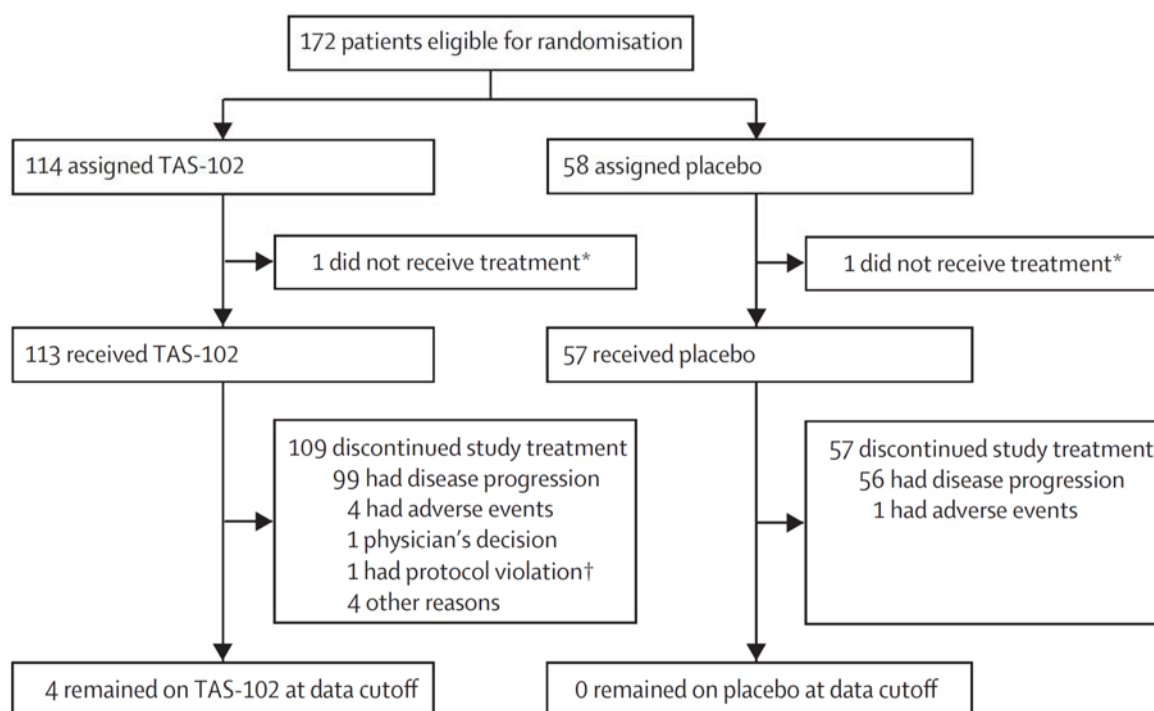 172 patients eligible for randomisation
114 assigned TAS-102
58 assigned placebo
1 did not receive treatment*
1 did not receive treatment*
113 received TAS-102
57 received placebo
109 discontinued study treatment
99 had disease progression
4 had adverse events
1 physician's decision
1 had protocol violation†
4 other reasons
57 discontinued study treatment
56 had disease progression
1 had adverse events
4 remained on TAS-102 at data cutoff
0 remained on placebo at data cutoff